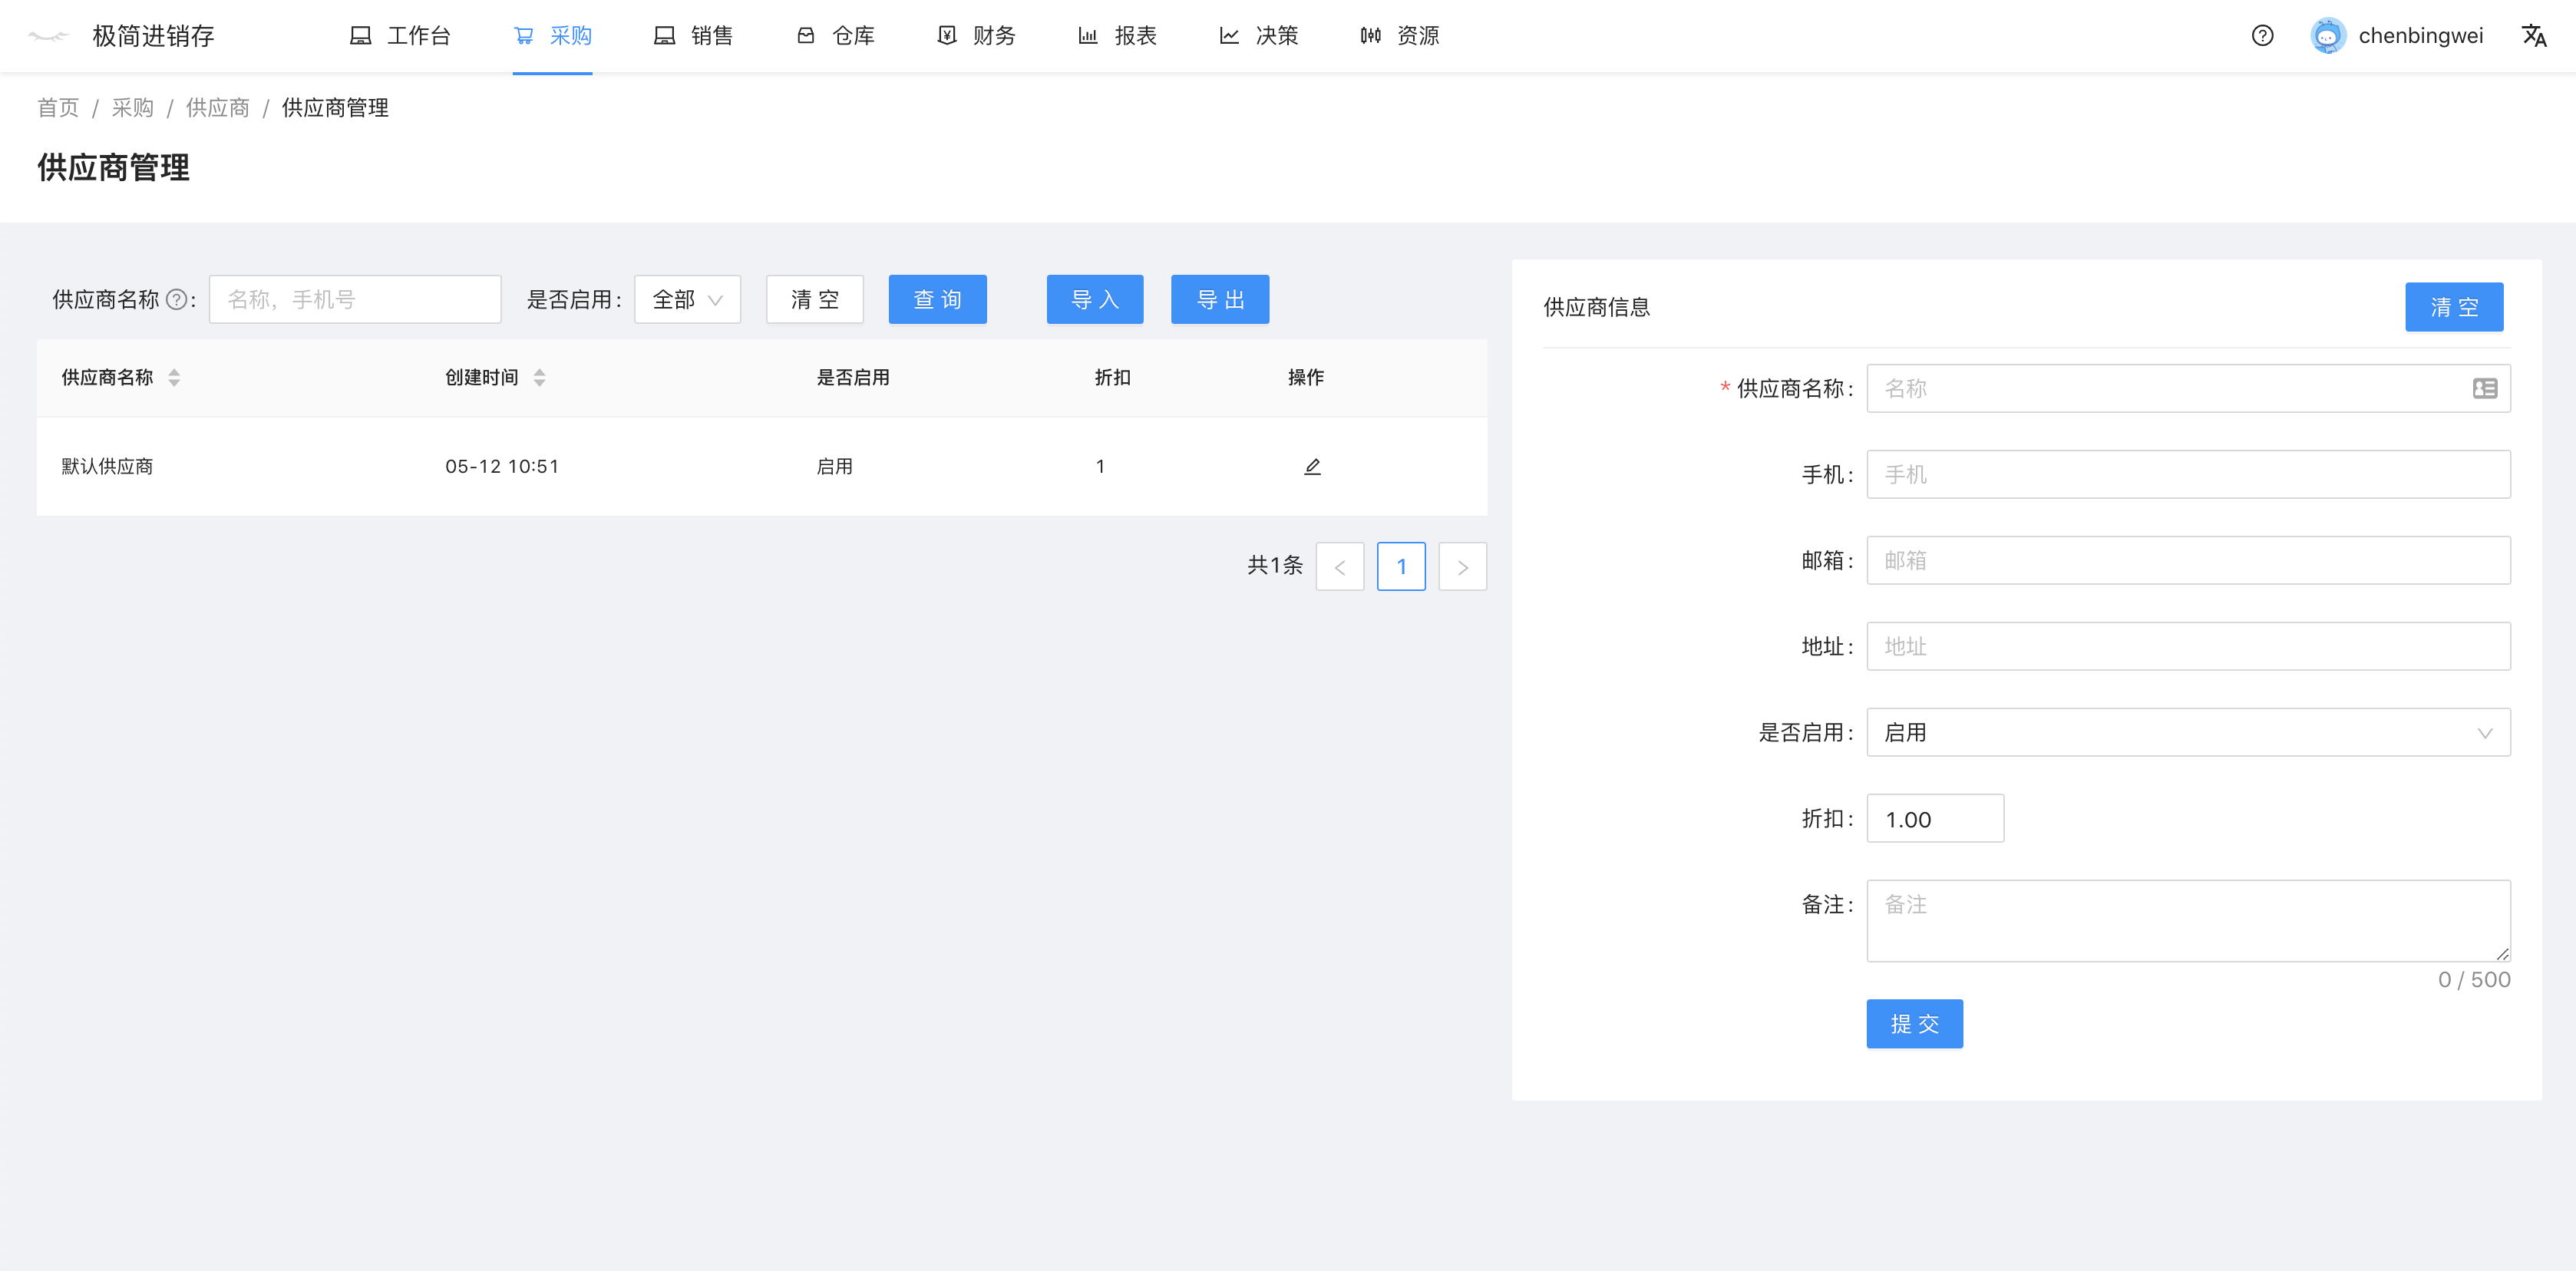 极简进销存 工作台 采购 销售 仓库 财务 报表 决策 资源 chenbingwei
首页 / 采购 / 供应商 / 供应商管理
供应商管理
供应商名称 : 名称，手机号 是否启用 : 全部 清空 查询 导入 导出
供应商名称 创建时间 是否启用 折扣 操作
默认供应商 05-12 10:51 启用 1
共1条 < 1 >
供应商信息 清空
* 供应商名称 : 名称
手机 : 手机
邮箱 : 邮箱
地址 : 地址
是否启用 : 启用
折扣 : 1.00
备注 : 备注
0 / 500
提交